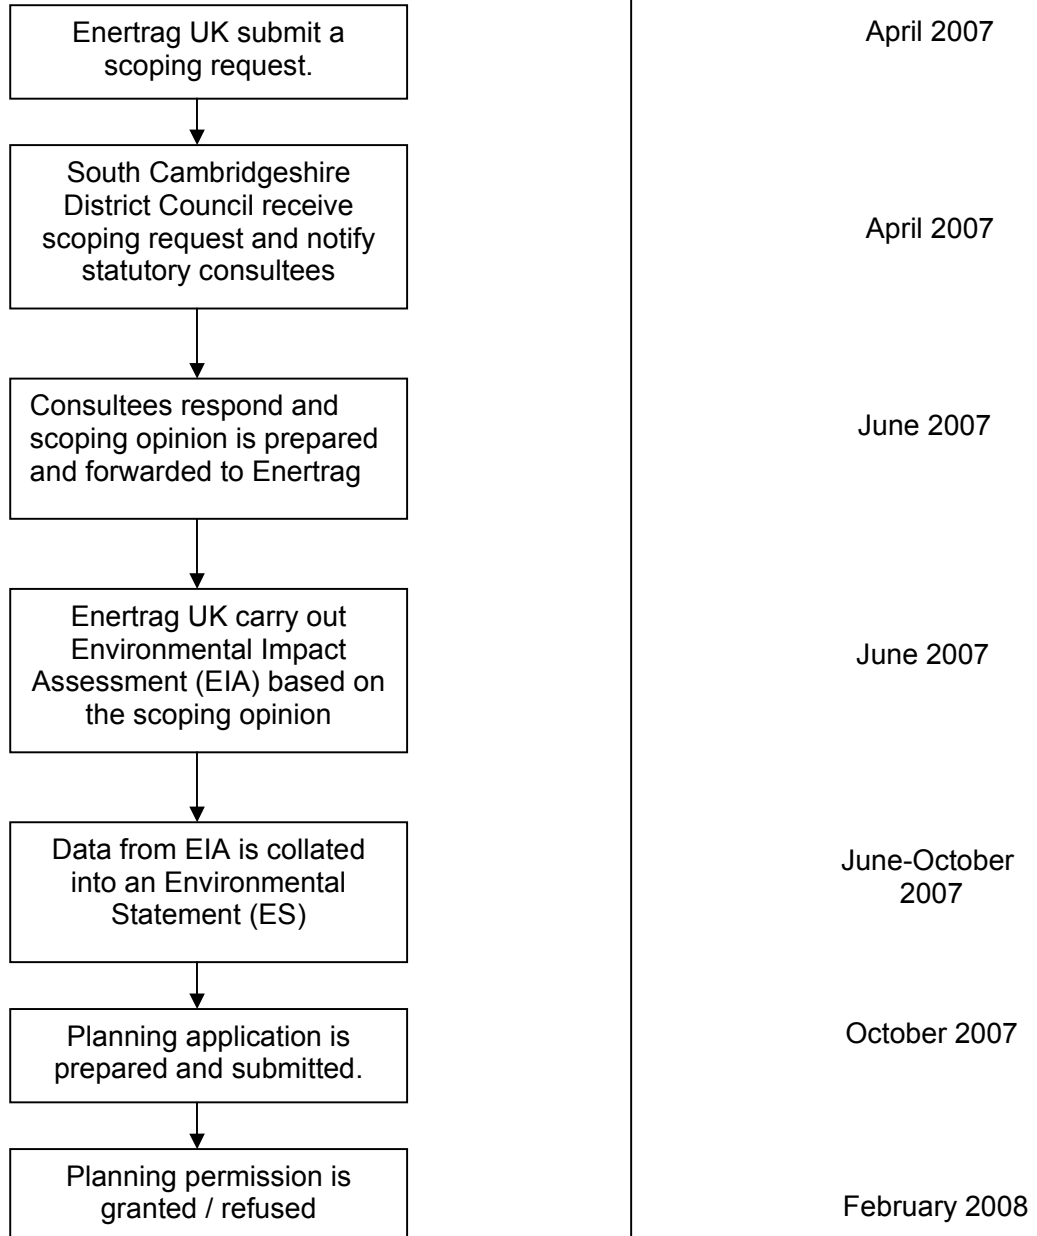 Enertrag UK submit a
scoping request.
April 2007
South Cambridgeshire
District Council receive
scoping request and notify
statutory consultees
April 2007
Consultees respond and
scoping opinion is prepared
and forwarded to Enertrag
June 2007
Enertrag UK carry out
Environmental Impact
Assessment (EIA) based on
the scoping opinion
June 2007
Data from EIA is collated
into an Environmental
Statement (ES)
June-October
2007
Planning application is
prepared and submitted.
October 2007
Planning permission is
granted / refused
February 2008